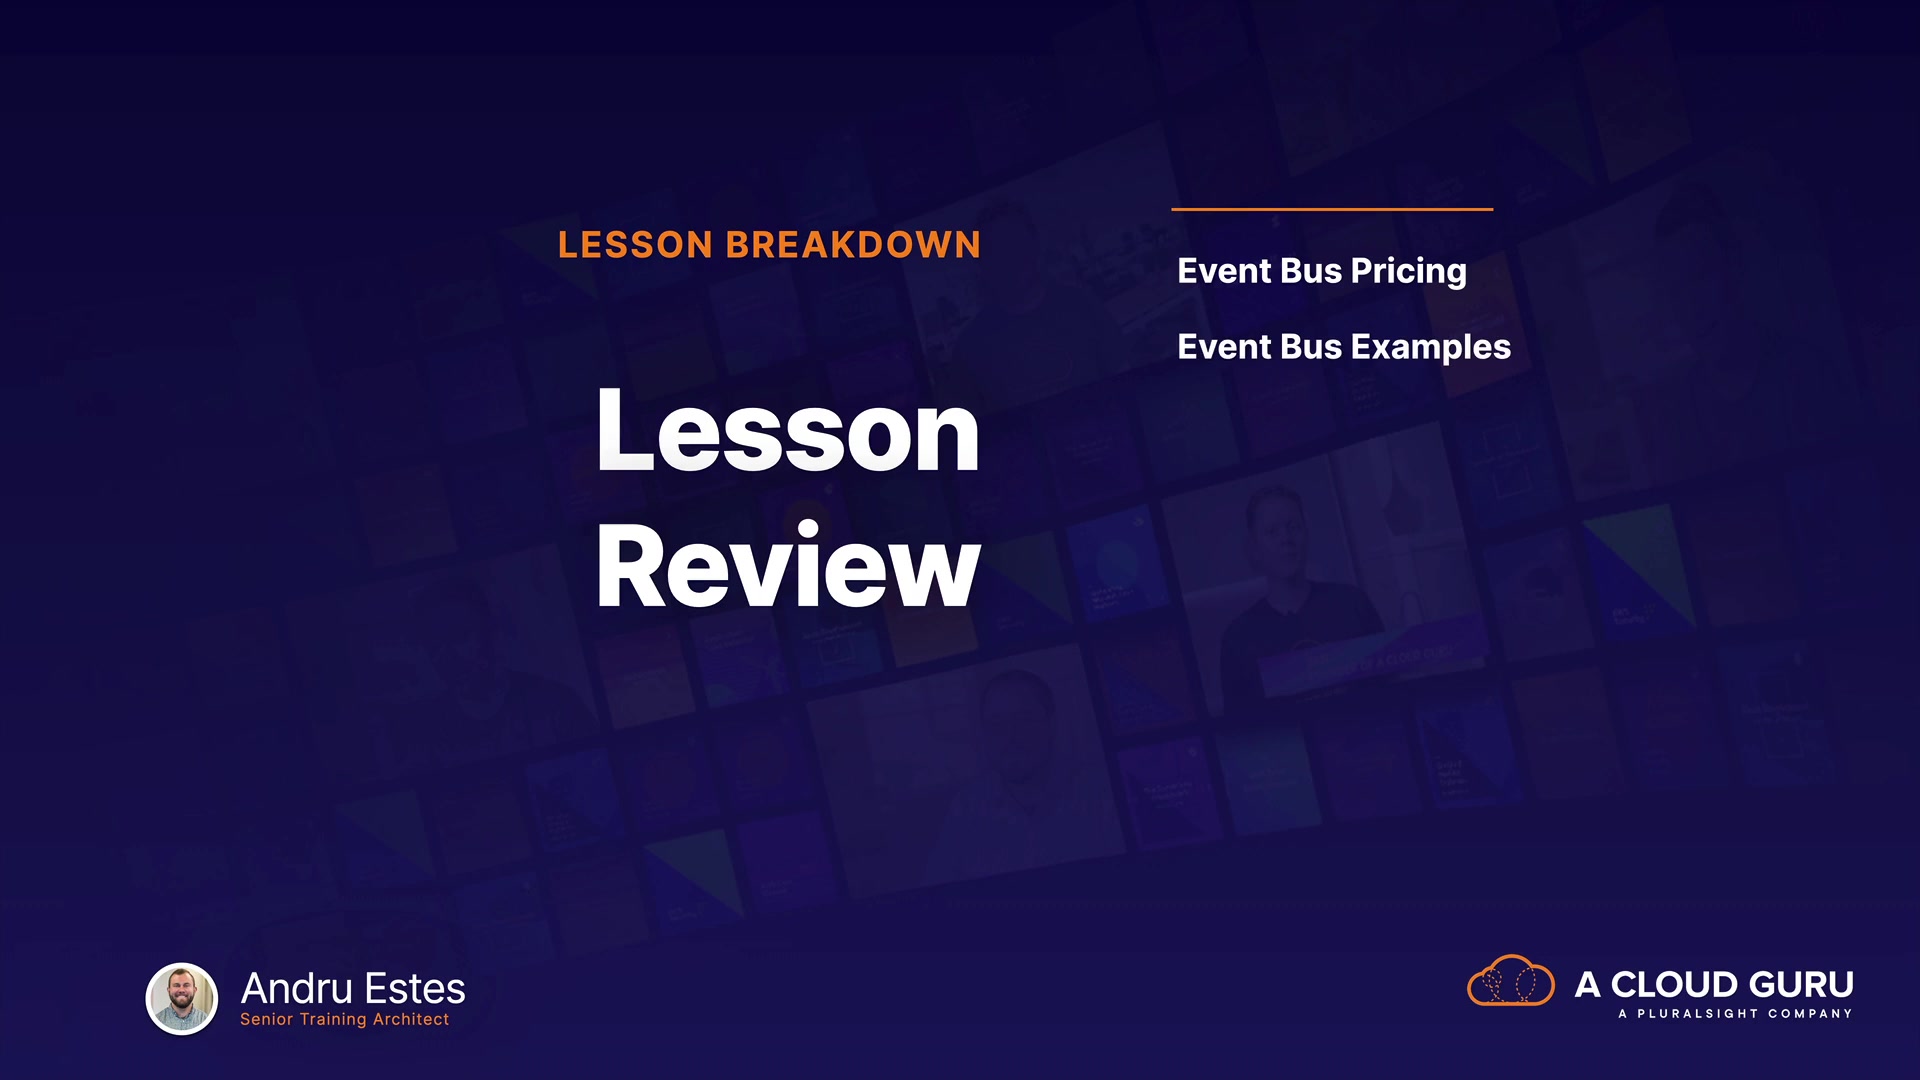 LESSON BREAKDOWN
Lesson
Review
Event Bus Pricing
Event Bus Examples
Andru Estes
Senior Training Architect
A CLOUD GURU
A PLURALSIGHT COMPANY